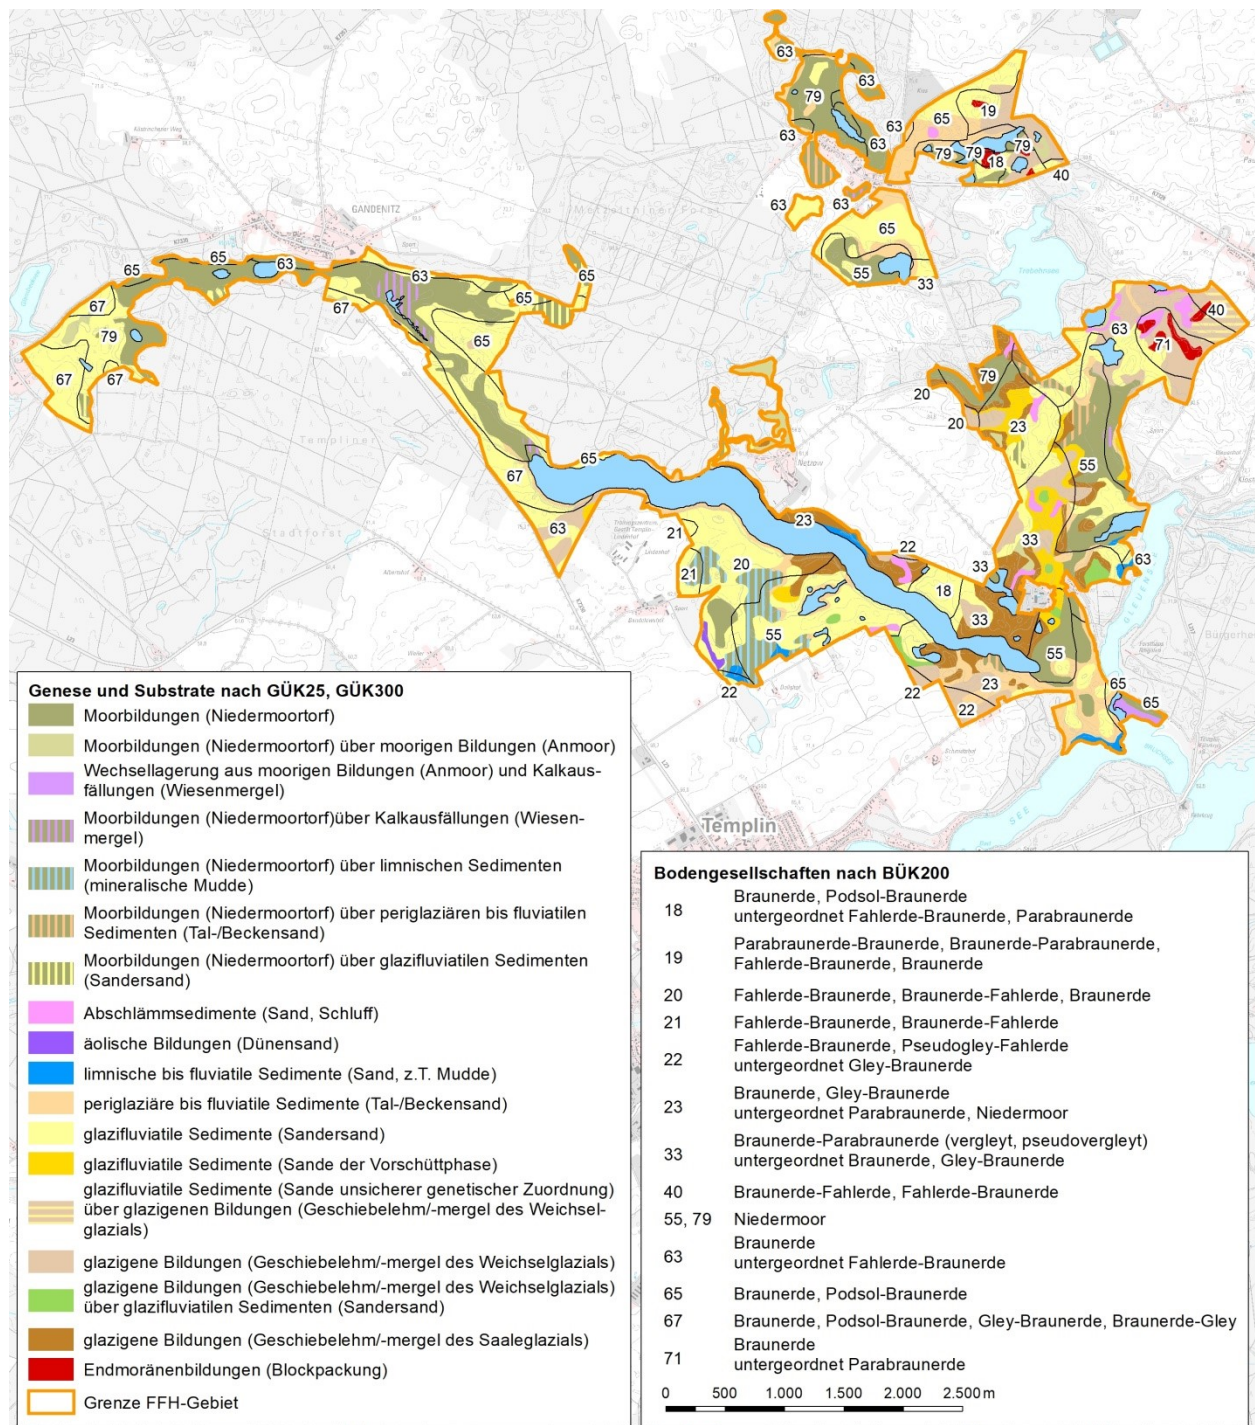 63
63
79
63
63
63
65
19
79
79
79
18
40
63
63
65
55
33
GANDENITZ
65
63
65
63
65
65
67
67
65
79
67
67
40
63
71
79
20
20
23
55
Netzow
65
67
63
23
22
21
20
21
33
33
63
18
33
55
55
22
23
22
22
65
65
Templin
SEE
Genese und Substrate nach GÜK25, GÜK300
Moorbildungen (Niedermoortorf)
Moorbildungen (Niedermoortorf) über moorigen Bildungen (Anmoor)
Wechsellagerung aus moorigen Bildungen (Anmoor) und Kalkaus-
fällungen (Wiesenmergel)
Moorbildungen (Niedermoortorf)über Kalkausfällungen (Wiesen-
mergel)
Moorbildungen (Niedermoortorf) über limnischen Sedimenten
(mineralische Mudde)
Moorbildungen (Niedermoortorf) über periglaziären bis fluviatilen
Sedimenten (Tal-/Beckensand)
Moorbildungen (Niedermoortorf) über glazifluviatilen Sedimenten
(Sandersand)
Abschlämmsedimente (Sand, Schluff)
äolische Bildungen (Dünensand)
limnische bis fluviatile Sedimente (Sand, z.T. Mudde)
periglaziäre bis fluviatile Sedimente (Tal-/Beckensand)
glazifluviatile Sedimente (Sandersand)
glazifluviatile Sedimente (Sande der Vorschüttphase)
glazifluviatile Sedimente (Sande unsicherer genetischer Zuordnung)
über glazigenen Bildungen (Geschiebelehm/-mergel des Weichsel-
glazials)
glazigene Bildungen (Geschiebelehm/-mergel des Weichselglazials)
glazigene Bildungen (Geschiebelehm/-mergel des Weichselglazials)
über glazifluviatilen Sedimenten (Sandersand)
glazigene Bildungen (Geschiebelehm/-mergel des Saaleglazials)
Endmoränenbildungen (Blockpackung)
Grenze FFH-Gebiet
Bodengesellschaften nach BÜK200
18 Braunerde, Podsol-Braunerde
untergeordnet Fahlerde-Braunerde, Parabraunerde
19 Parabraunerde-Braunerde, Braunerde-Parabraunerde,
Fahlerde-Braunerde, Braunerde
20 Fahlerde-Braunerde, Braunerde-Fahlerde, Braunerde
21 Fahlerde-Braunerde, Braunerde-Fahlerde
22 Fahlerde-Braunerde, Pseudogley-Fahlerde
untergeordnet Gley-Braunerde
23 Braunerde, Gley-Braunerde
untergeordnet Parabraunerde, Niedermoor
33 Braunerde-Parabraunerde (vergleyt, pseudovergleyt)
untergeordnet Braunerde, Gley-Braunerde
40 Braunerde-Fahlerde, Fahlerde-Braunerde
55, 79 Niedermoor
63 Braunerde
untergeordnet Fahlerde-Braunerde
65 Braunerde, Podsol-Braunerde
67 Braunerde, Podsol-Braunerde, Gley-Braunerde, Braunerde-Gley
71 Braunerde
untergeordnet Parabraunerde
0 500 1.000 1.500 2.000 2.500 m